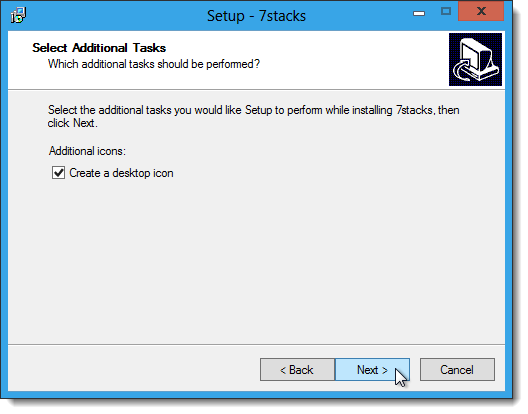 Setup - 7stacks
Select Additional Tasks
Which additional tasks should be performed?
Select the additional tasks you would like Setup to perform while installing 7stacks, then
click Next.
Additional icons:
Create a desktop icon
< Back
Next >
Cancel